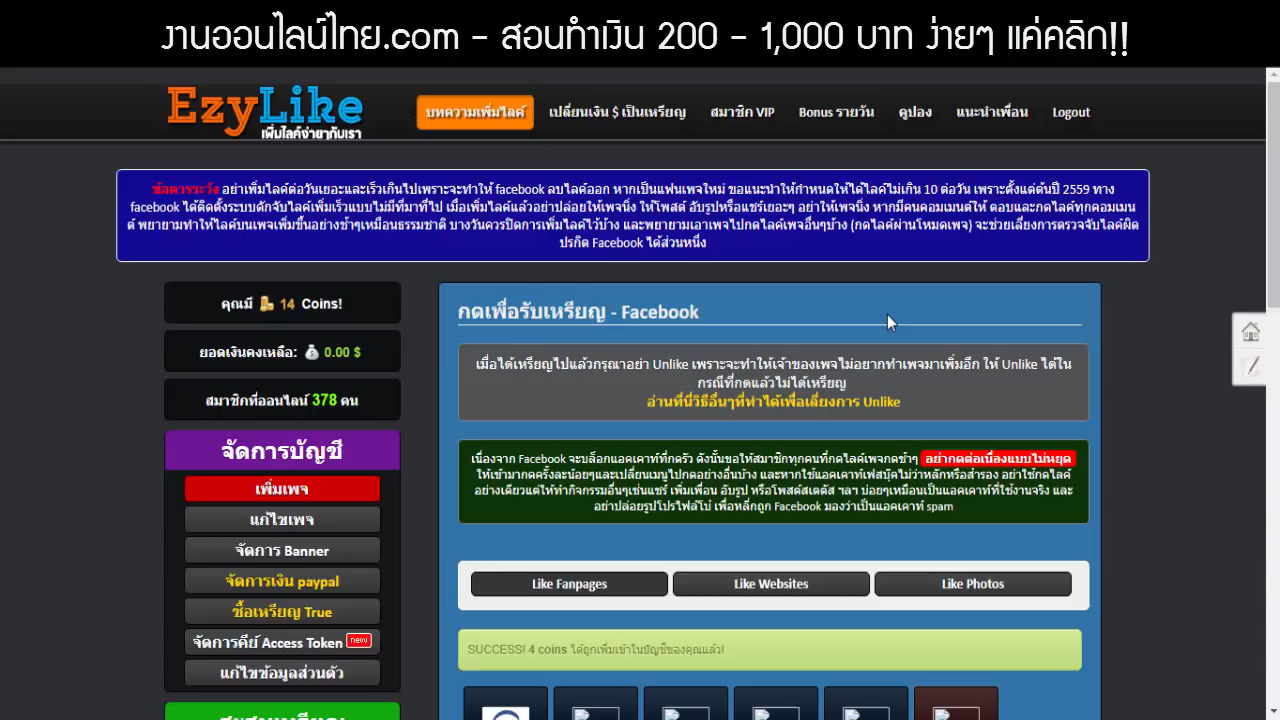 งานออนไลน์ไทย.com - สอนทำเงิน 200 - 1,000 บาท ง่ายๆ แค่คลิก!!
EzyLike
เพิ่มไลค์ง่ายๆกับเรา
บทความเพิ่มไลค์ เปลี่ยนเงิน $ เป็นเหรียญ สมาชิก VIP Bonus รายวัน คูปอง แนะนำเพื่อน Logout
ข้อควรระวัง อย่าเพิ่มไลค์ต่อวันเยอะและเร็วเกินไปเพราะจะทำให้ facebook ลบไลค์ออก หากเป็นแฟนเพจใหม่ ขอแนะนำให้กำหนดให้ได้ไลค์ไม่เกิน 10 ต่อวัน เพราะตั้งแต่ต้นปี 2559 ทาง
facebook ได้ติดตั้งระบบดักจับไลค์เพิ่มเร็วแบบไม่มีที่มาที่ไป เมื่อเพิ่มไลค์แล้วอย่าปล่อยให้เพจนิ่ง ให้โพสต์ อับรูปหรือแชร์เยอะๆ อย่าให้เพจนิ่ง หากมีคนคอมเมนต์ให้ ตอบและกดไลค์ทุกคอมเมน
ต์ พยายามทำให้ไลค์บนเพจเพิ่มขึ้นอย่างช้าๆเหมือนธรรมชาติ บางวันควรปิดการเพิ่มไลค์ไว้บ้าง และพยายามเอาเพจไปกดไลค์เพจอื่นๆบ้าง (กดไลค์ผ่านโหมดเพจ) จะช่วยเลี่ยงการตรวจจับไลค์ผิด
ปรกติ Facebook ได้ส่วนหนึ่ง
คุณมี 14 Coins!
ยอดเงินคงเหลือ: 0.00 $
สมาชิกที่ออนไลน์ 378 คน
จัดการบัญชี
เพิ่มเพจ
แก้ไขเพจ
จัดการ Banner
จัดการเงิน paypal
ซื้อเหรียญ True
จัดการคีย์ Access Token new
แก้ไขข้อมูลส่วนตัว
กดเพื่อรับเหรียญ - Facebook
เมื่อได้เหรียญไปแล้วกรุณาอย่า Unlike เพราะจะทำให้เจ้าของเพจไม่อยากทำเพจมาเพิ่มอีก ให้ Unlike ได้ใน
กรณีที่กดแล้วไม่ได้เหรียญ
อ่านที่นี่วิธีอื่นๆที่ทำได้เพื่อเลี่ยงการ Unlike
เนื่องจาก Facebook จะบล็อกแอคเคาท์ที่กดรัว ดังนั้นขอให้สมาชิกทุกคนที่กดไลค์เพจกดช้าๆ อย่ากดต่อเนื่องแบบไม่หยุด
ให้เข้ามากดครั้งละน้อยๆและเปลี่ยนเมนูไปกดอย่างอื่นบ้าง และหากใช้แอคเคาท์เฟสบุ๊คไม่ว่าหลักหรือสำรอง อย่าใช้กดไลค์
อย่างเดียวแต่ให้ทำกิจกรรมอื่นๆเช่นแชร์ เพิ่มเพื่อน อับรูป หรือโพสต์สเตตัส ฯลฯ บ่อยๆเหมือนเป็นแอคเคาท์ที่ใช้งานจริง และ
อย่าปล่อยรูปโปรไฟล์โบ๋ เพื่อหลีกถูก Facebook มองว่าเป็นแอคเคาท์ spam
Like Fanpages Like Websites Like Photos
SUCCESS! 4 coins ได้ถูกเพิ่มเข้าในบัญชีของคุณแล้ว!